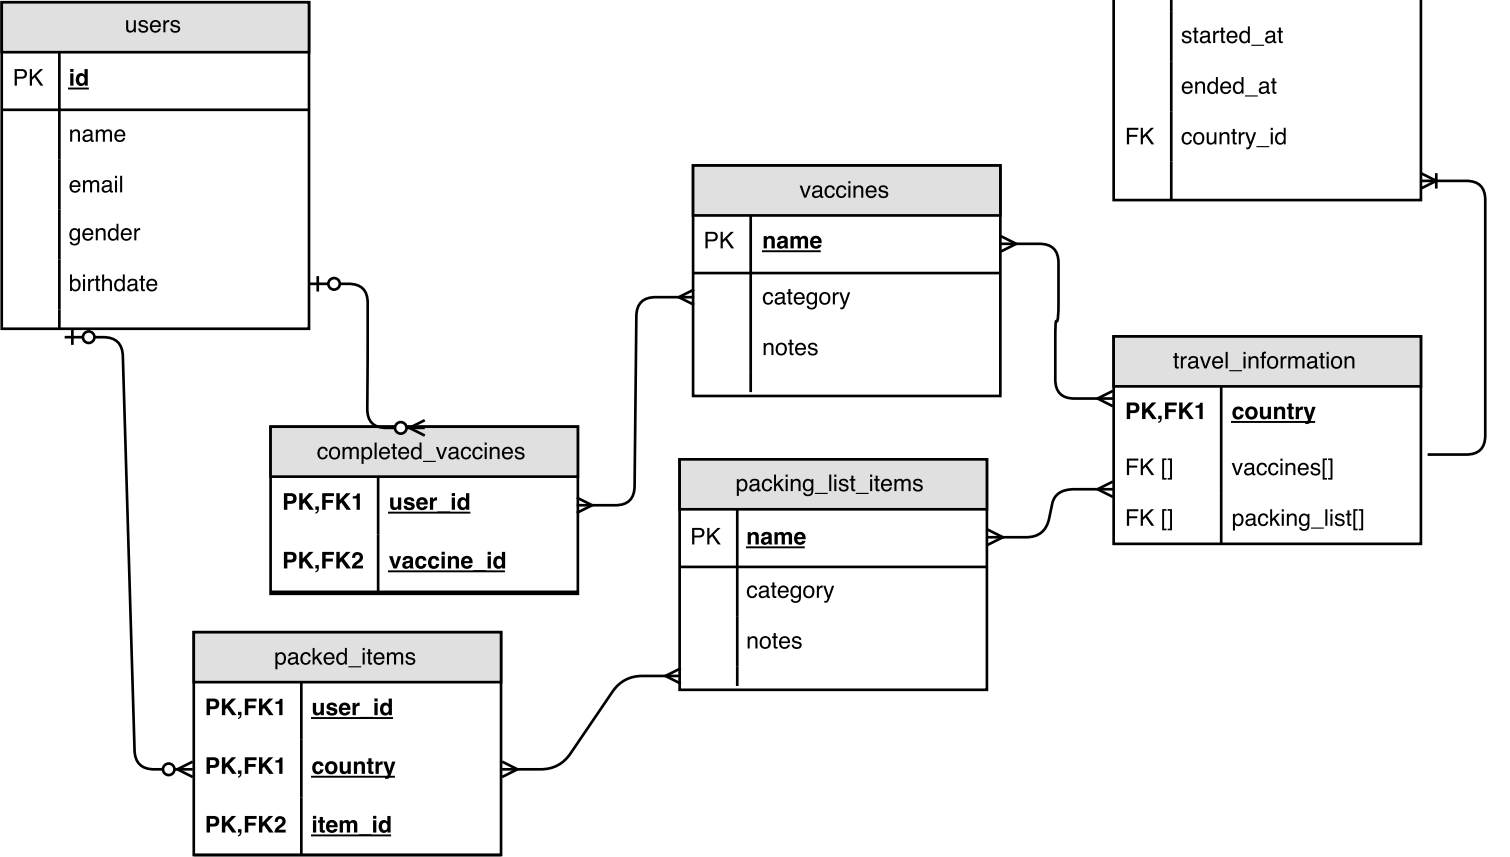 users
PK id
name
email
gender
birthdate
started_at
ended_at
FK country_id
vaccines
PK name
category
notes
travel_information
PK,FK1 country
FK [] vaccines[]
FK [] packing_list[]
completed_vaccines
PK,FK1 user_id
PK,FK2 vaccine_id
packing_list_items
PK name
category
notes
packed_items
PK,FK1 user_id
PK,FK1 country
PK,FK2 item_id